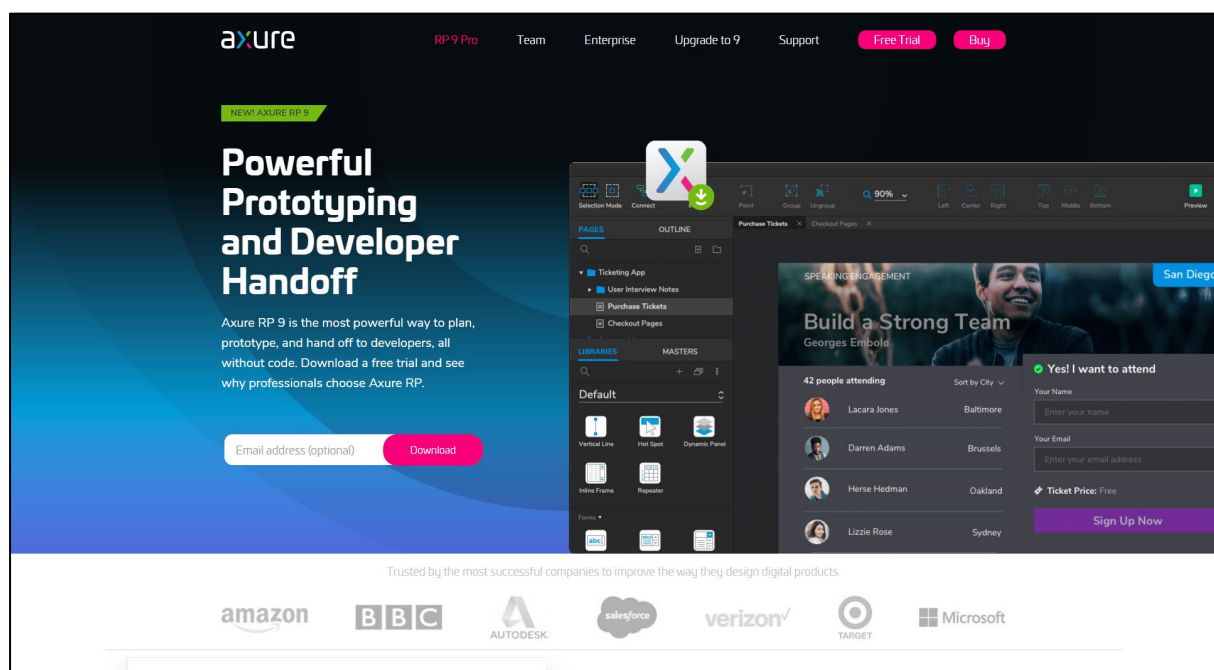 axure
RP 9 Pro
Team
Enterprise
Upgrade to 9
Support
Free Trial
Buy
NEW! AXURE RP 9
Powerful
Prototyping
and Developer
Handoff
Axure RP 9 is the most powerful way to plan,
prototype, and hand off to developers, all
without code. Download a free trial and see
why professionals choose Axure RP.
Email address (optional)
Download
Selection Mode
Connect
Point
Group
Ungroup
90%
Left
Center
Right
Top
Middle
Bottom
Preview
PAGES
OUTLINE
Purchase Tickets
Checkout Pages
Ticketing App
User Interview Notes
Purchase Tickets
Checkout Pages
LIBRARIES
MASTERS
Default
Vertical Line
Hot Spot
Dynamic Panel
Inline Frame
Repeater
Forms
abc
SPEAKING ENGAGEMENT
San Diego
Build a Strong Team
Georges Embolo
42 people attending
Sort by City
Lacara Jones
Baltimore
Darren Adams
Brussels
Herse Hedman
Oakland
Lizzie Rose
Sydney
Yes! I want to attend
Your Name
Enter your name
Your Email
Enter your email address
Ticket Price: Free
Sign Up Now
Trusted by the most successful companies to improve the way they design digital products.
amazon
BBC
AUTODESK
salesforce
verizon
TARGET
Microsoft